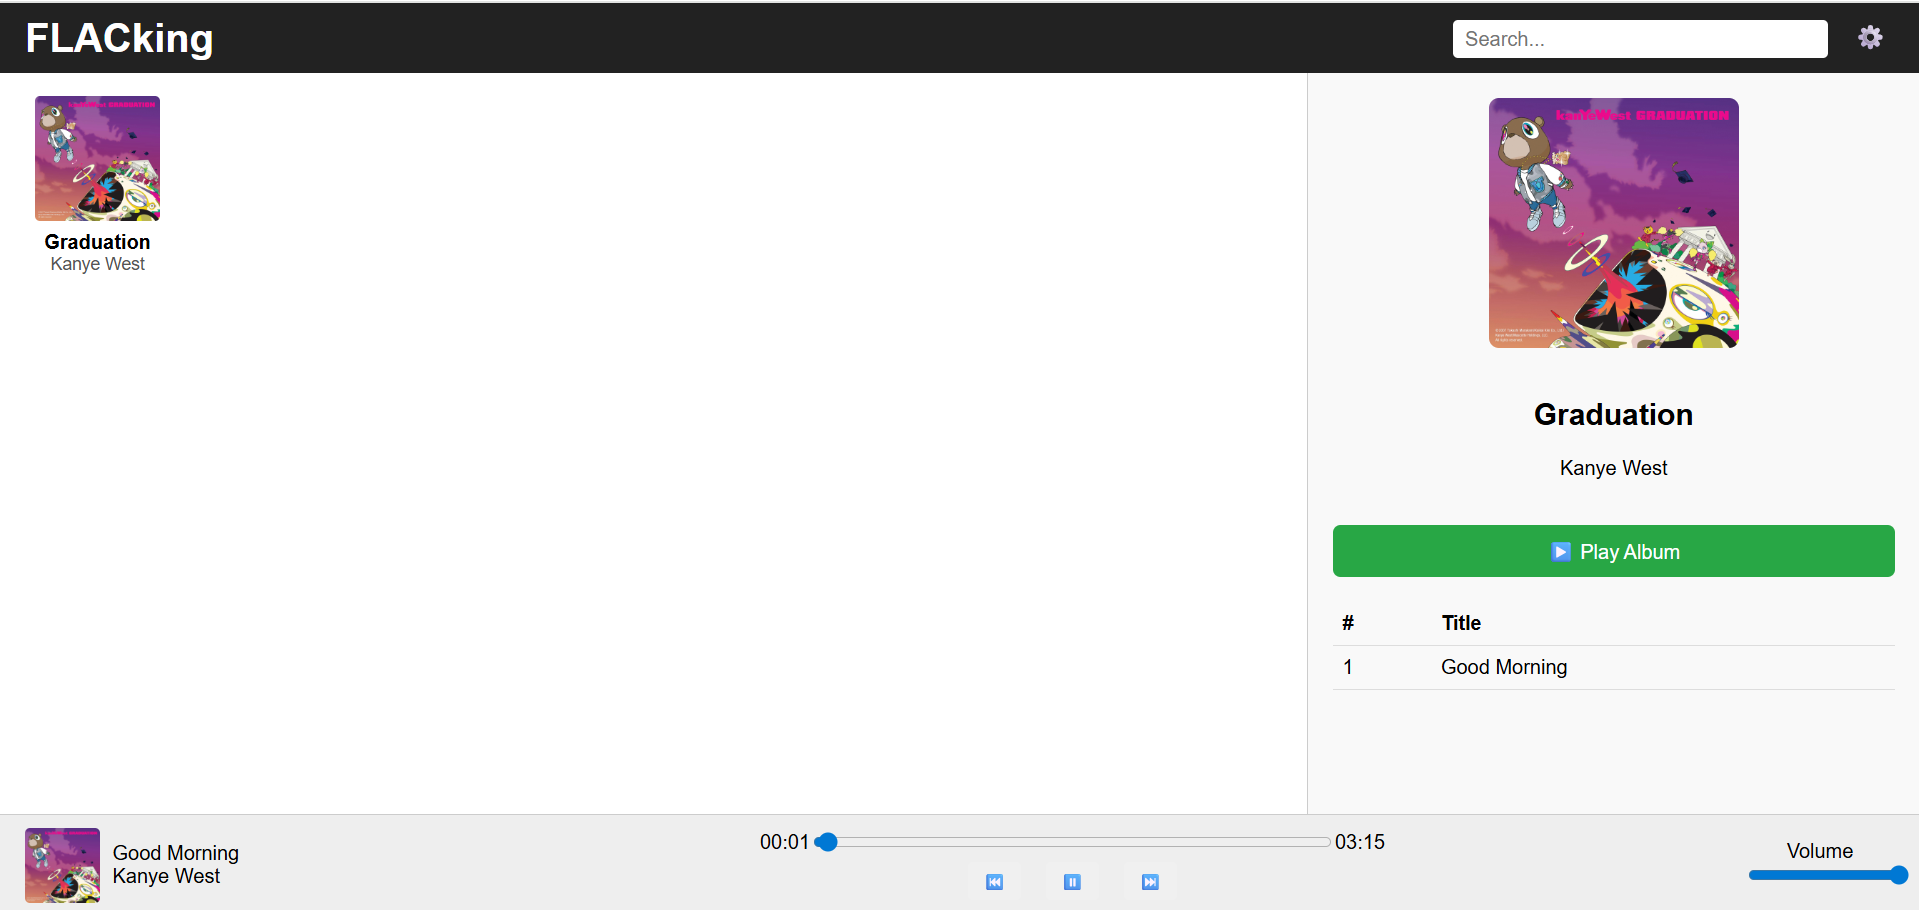 FLACking
Search...
kanYeWest GRADUATION
Graduation
Kanye West
kanYeWest GRADUATION
Graduation
Kanye West
Play Album
# Title
1 Good Morning
Good Morning
Kanye West
00:01 03:15
Volume